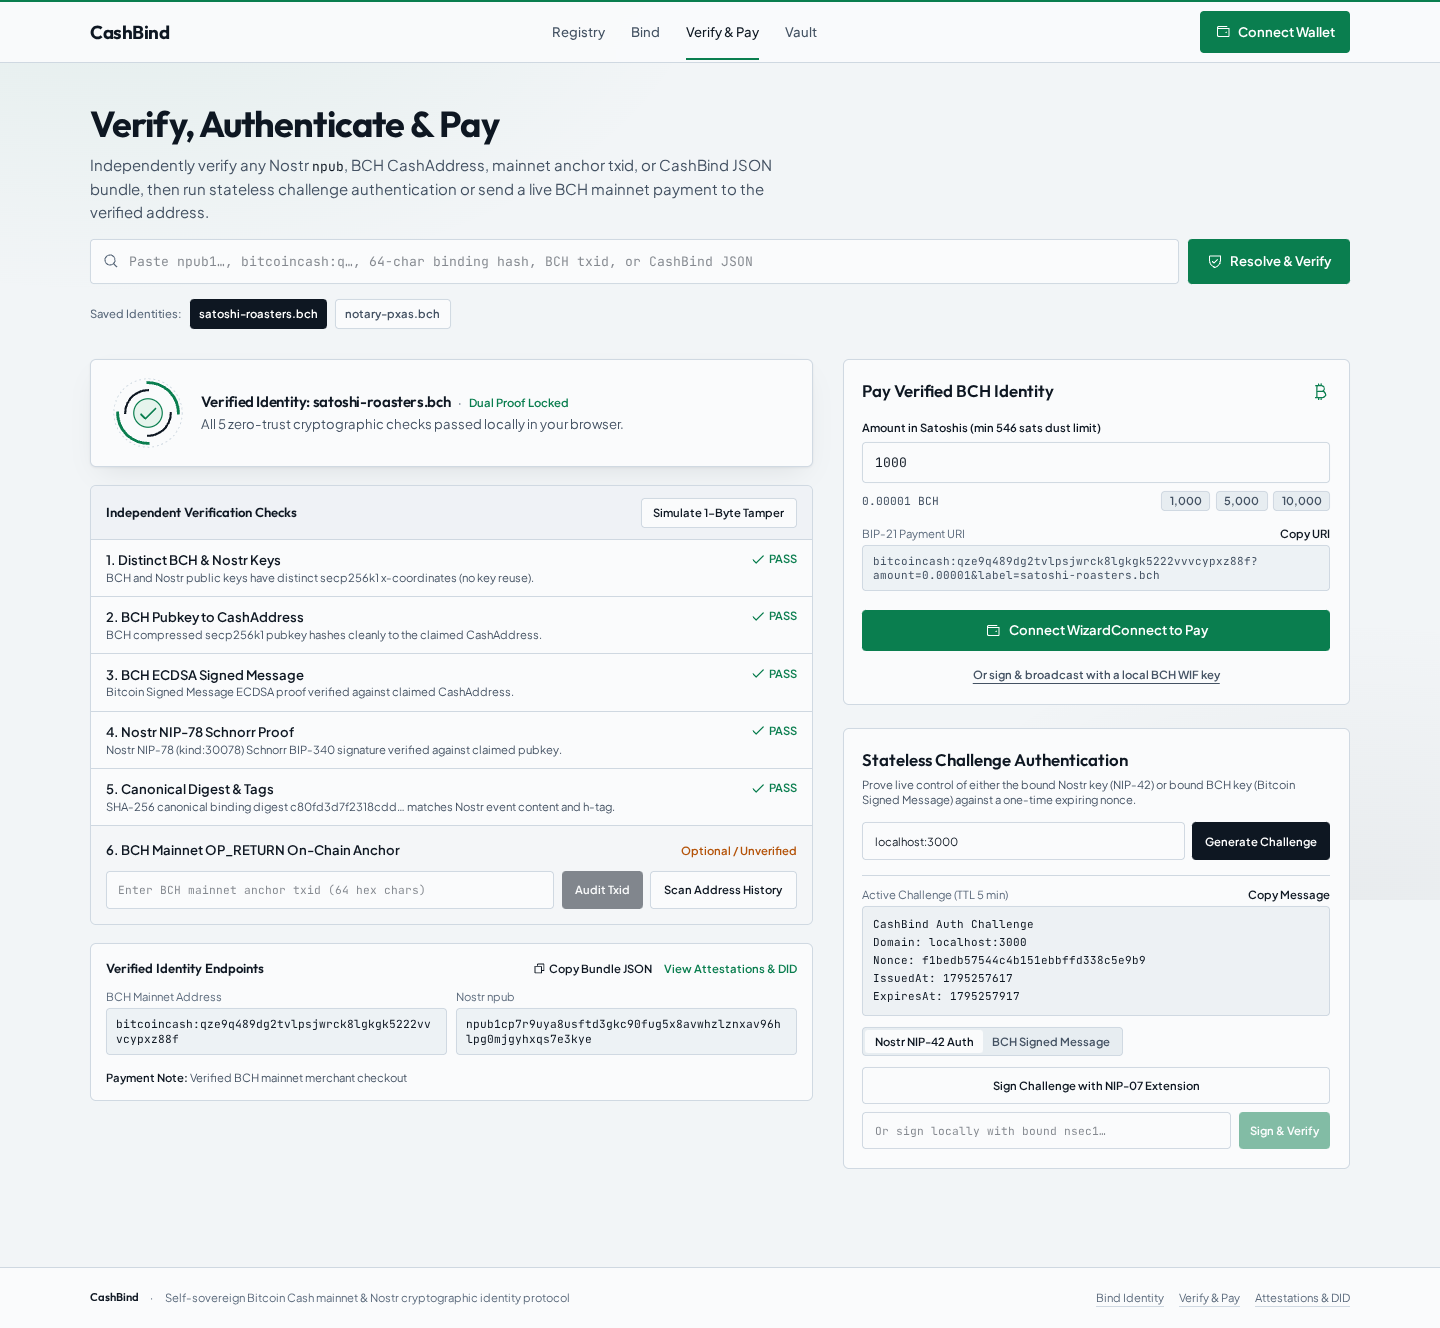 CashBind
Registry
Bind
Verify & Pay
Vault
Connect Wallet
Verify, Authenticate & Pay
Independently verify any Nostr npub, BCH CashAddress, mainnet anchor txid, or CashBind JSON
bundle, then run stateless challenge authentication or send a live BCH mainnet payment to the
verified address.
Paste npub1…, bitcoincash:q…, 64-char binding hash, BCH txid, or CashBind JSON
Resolve & Verify
Saved Identities:
satoshi-roasters.bch
notary-pxas.bch
Verified Identity: satoshi-roasters.bch · Dual Proof Locked
All 5 zero-trust cryptographic checks passed locally in your browser.
Independent Verification Checks
Simulate 1-Byte Tamper
1. Distinct BCH & Nostr Keys
PASS
BCH and Nostr public keys have distinct secp256k1 x-coordinates (no key reuse).
2. BCH Pubkey to CashAddress
PASS
BCH compressed secp256k1 pubkey hashes cleanly to the claimed CashAddress.
3. BCH ECDSA Signed Message
PASS
Bitcoin Signed Message ECDSA proof verified against claimed CashAddress.
4. Nostr NIP-78 Schnorr Proof
PASS
Nostr NIP-78 (kind:30078) Schnorr BIP-340 signature verified against claimed pubkey.
5. Canonical Digest & Tags
PASS
SHA-256 canonical binding digest c80fd3d7f2318cdd… matches Nostr event content and h-tag.
6. BCH Mainnet OP_RETURN On-Chain Anchor
Optional / Unverified
Enter BCH mainnet anchor txid (64 hex chars)
Audit Txid
Scan Address History
Verified Identity Endpoints
Copy Bundle JSON
View Attestations & DID
BCH Mainnet Address
bitcoincash:qze9q489dg2tvlpsjwrck8lgkgk5222vv
vcypxz88f
Nostr npub
npub1cp7r9uya8usftd3gkc90fug5x8avwhzlznxav96h
lpg0mjgyhxqs7e3kye
Payment Note: Verified BCH mainnet merchant checkout
Pay Verified BCH Identity
Amount in Satoshis (min 546 sats dust limit)
1000
0.00001 BCH
1,000
5,000
10,000
BIP-21 Payment URI
Copy URI
bitcoincash:qze9q489dg2tvlpsjwrck8lgkgk5222vvvcypxz88f?
amount=0.00001&label=satoshi-roasters.bch
Connect WizardConnect to Pay
Or sign & broadcast with a local BCH WIF key
Stateless Challenge Authentication
Prove live control of either the bound Nostr key (NIP-42) or bound BCH key (Bitcoin
Signed Message) against a one-time expiring nonce.
localhost:3000
Generate Challenge
Active Challenge (TTL 5 min)
Copy Message
CashBind Auth Challenge
Domain: localhost:3000
Nonce: f1bedb57544c4b151ebbffd338c5e9b9
IssuedAt: 1795257617
ExpiresAt: 1795257917
Nostr NIP-42 Auth
BCH Signed Message
Sign Challenge with NIP-07 Extension
Or sign locally with bound nsec1…
Sign & Verify
CashBind · Self-sovereign Bitcoin Cash mainnet & Nostr cryptographic identity protocol
Bind Identity
Verify & Pay
Attestations & DID